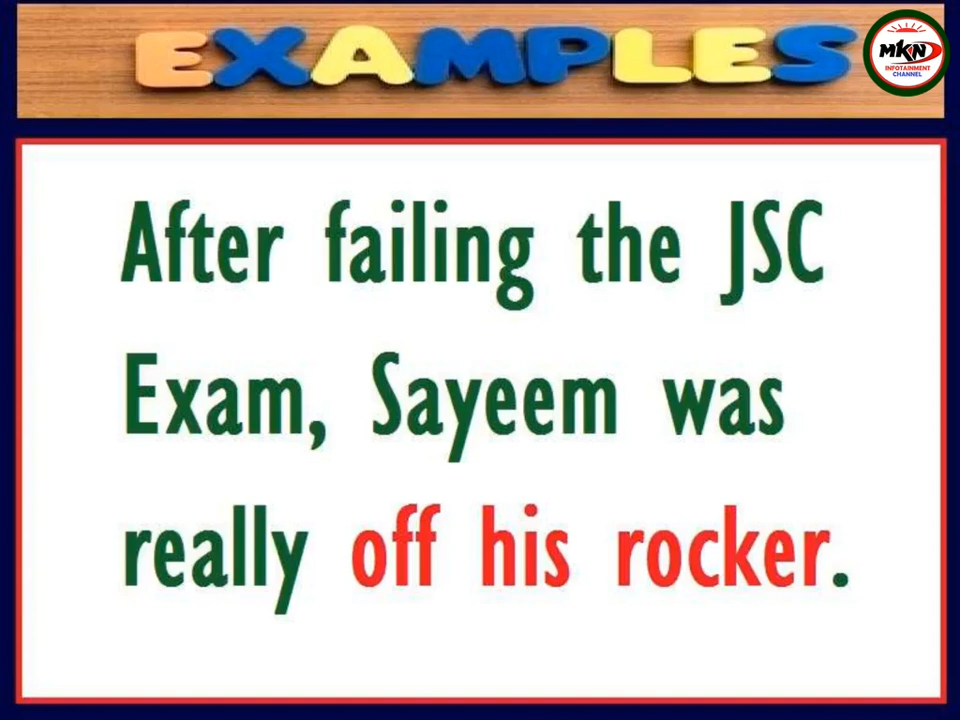 EXAMPLES
MKN
INFOTAINMENT
CHANNEL
After failing the JSC
Exam, Sayeem was
really off his rocker.